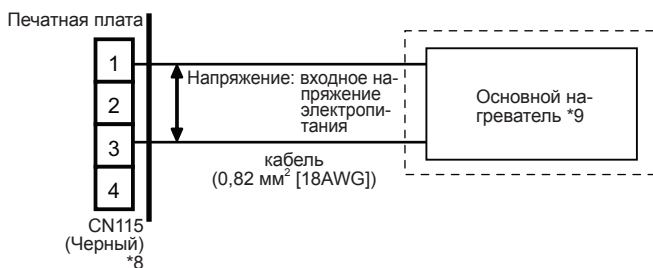 Печатная плата
1
2
3
4
CN115
(Черный)
*8
Напряжение: входное на-
пряжение
электропи-
тания
кабель
(0,82 мм² [18AWG])
Основной на-
греватель *9